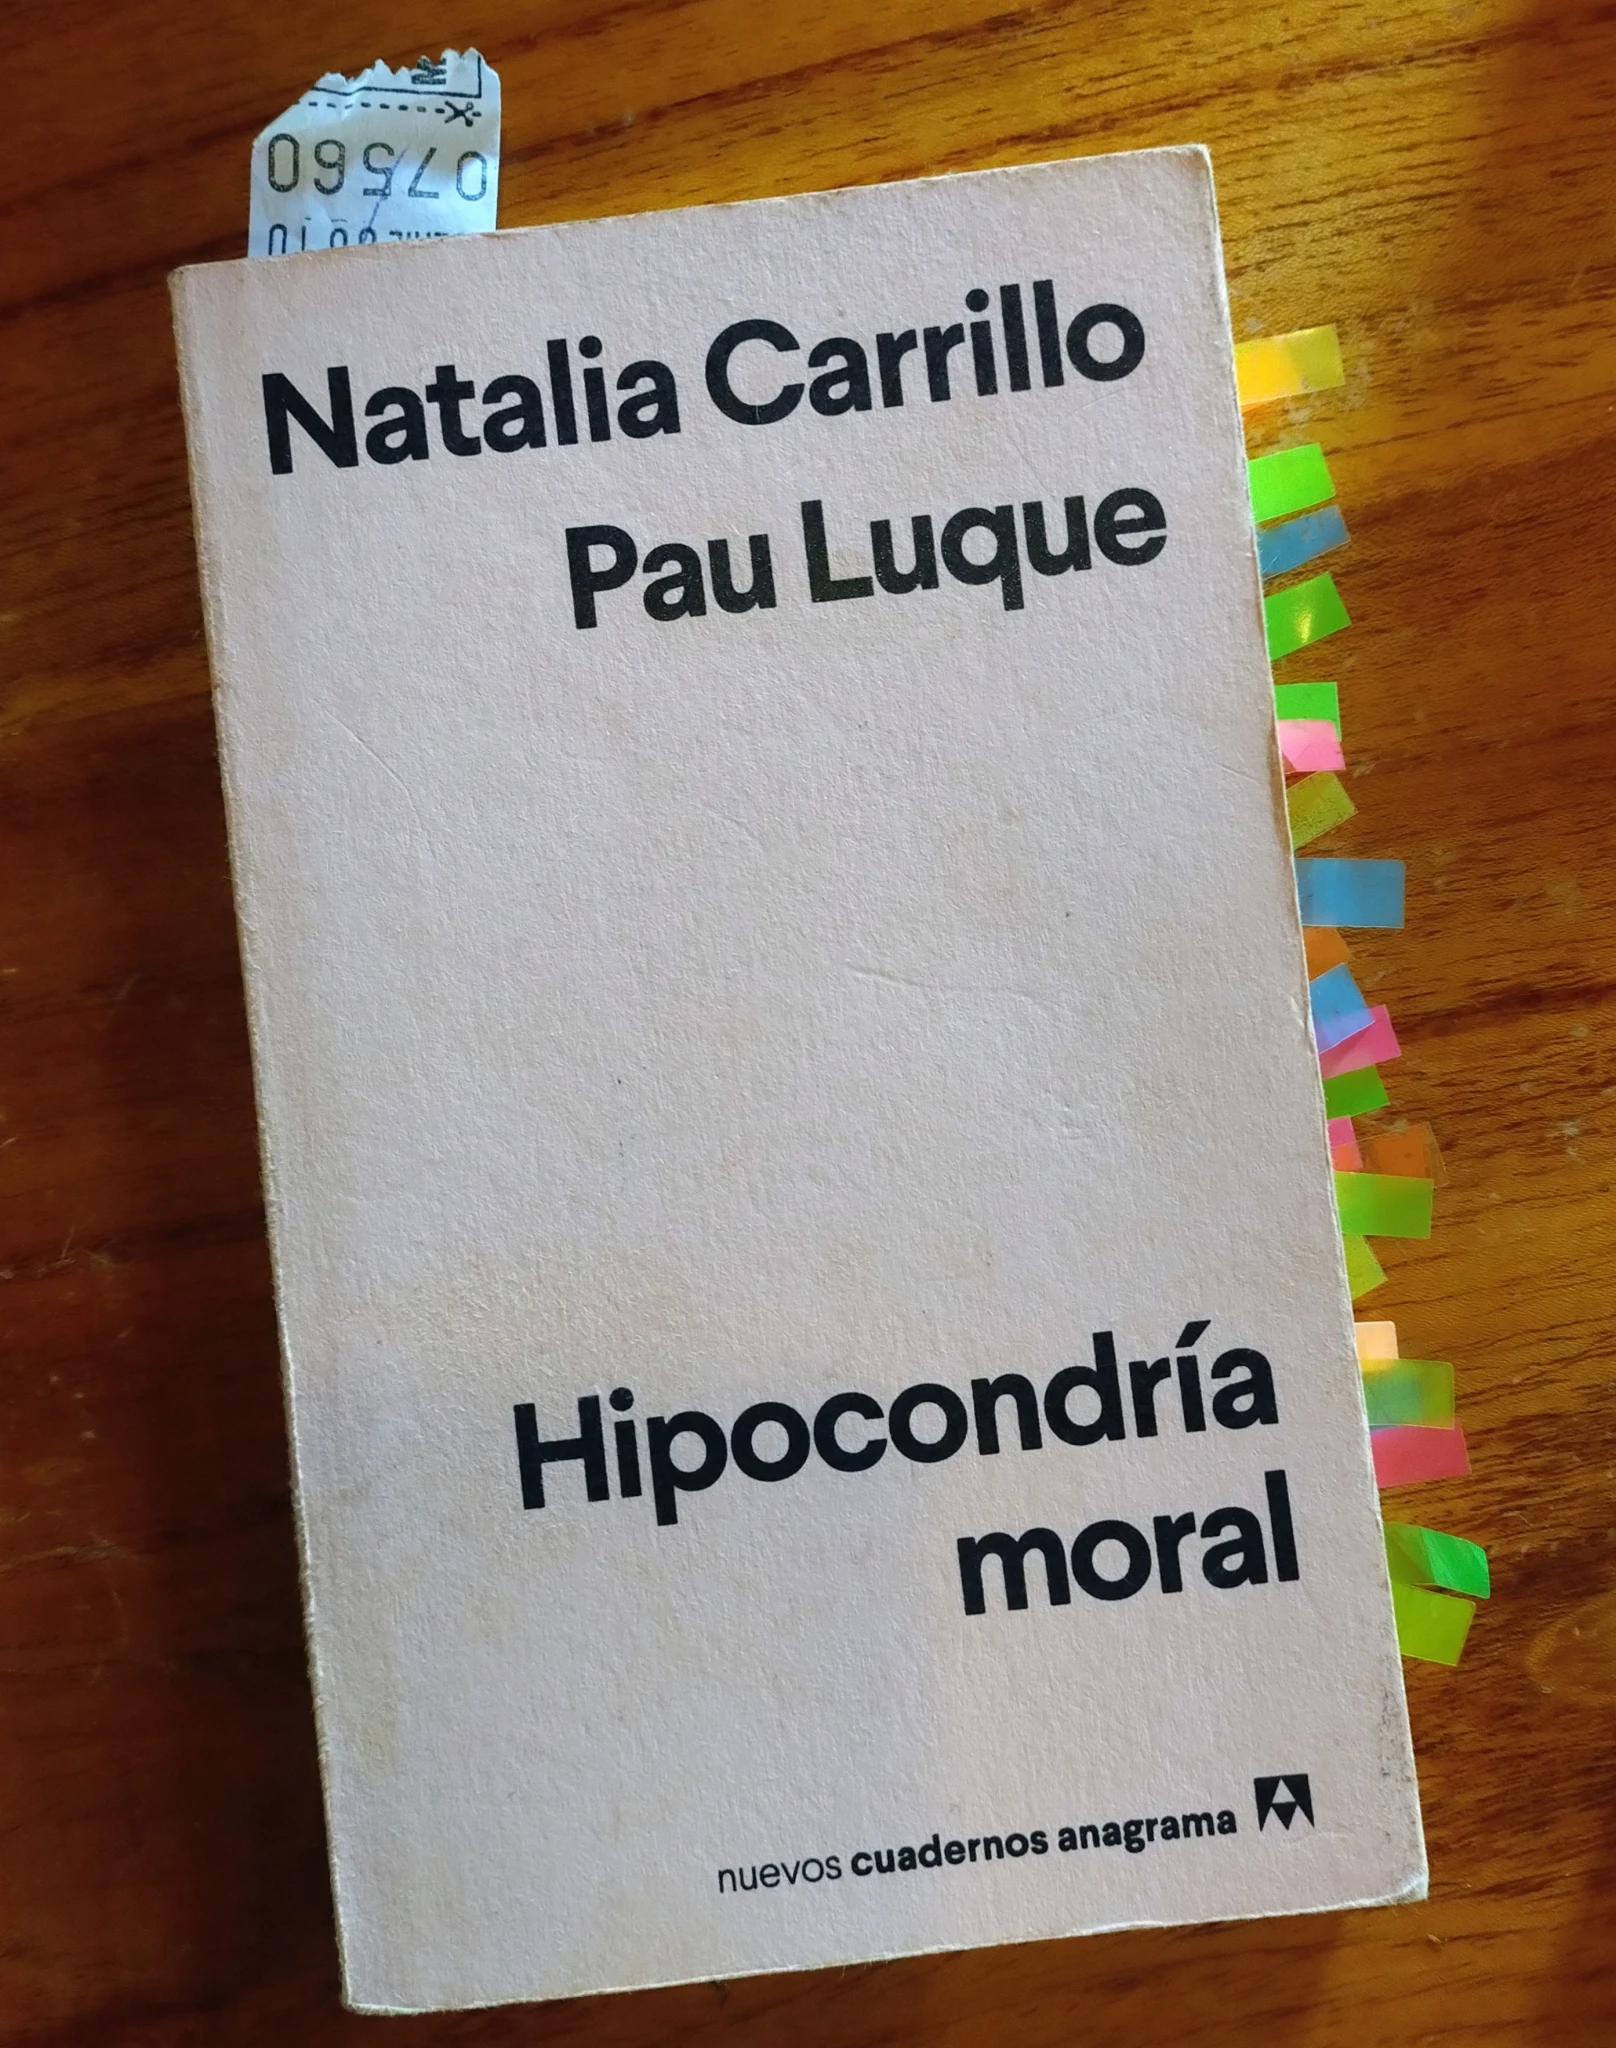 07560
Natalia Carrillo
Pau Luque
Hipocondría
moral
nuevos cuadernos anagrama